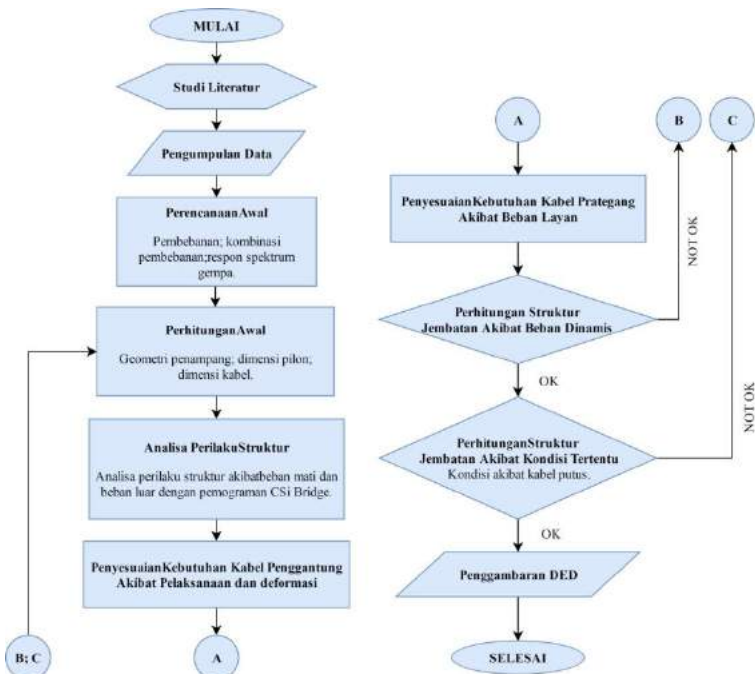 MULAI
Studi Literatur
Pengumpulan Data
PerencanaanAwal
Pembebanan; kombinasi
pembebanan;respon spektrum
gempa.
PerhitunganAwal
Geometri penampang; dimensi pilon;
dimensi kabel.
Analisa PerilakuStruktur
Analisa perilaku struktur akibatbeban mati dan
beban luar dengan pemograman CSi Bridge.
PenyesuaianKebutuhan Kabel Penggantung
Akibat Pelaksanaan dan deformasi
B; C
A
A
B
C
PenyesuaianKebutuhan Kabel Prategang
Akibat Beban Layan
NOT OK
Perhitungan Struktur
Jembatan Akibat Beban Dinamis
OK
NOT OK
PerhitunganStruktur
Jembatan Akibat Kondisi Tertentu
Kondisi akibat kabel putus.
OK
Penggambaran DED
SELESAI